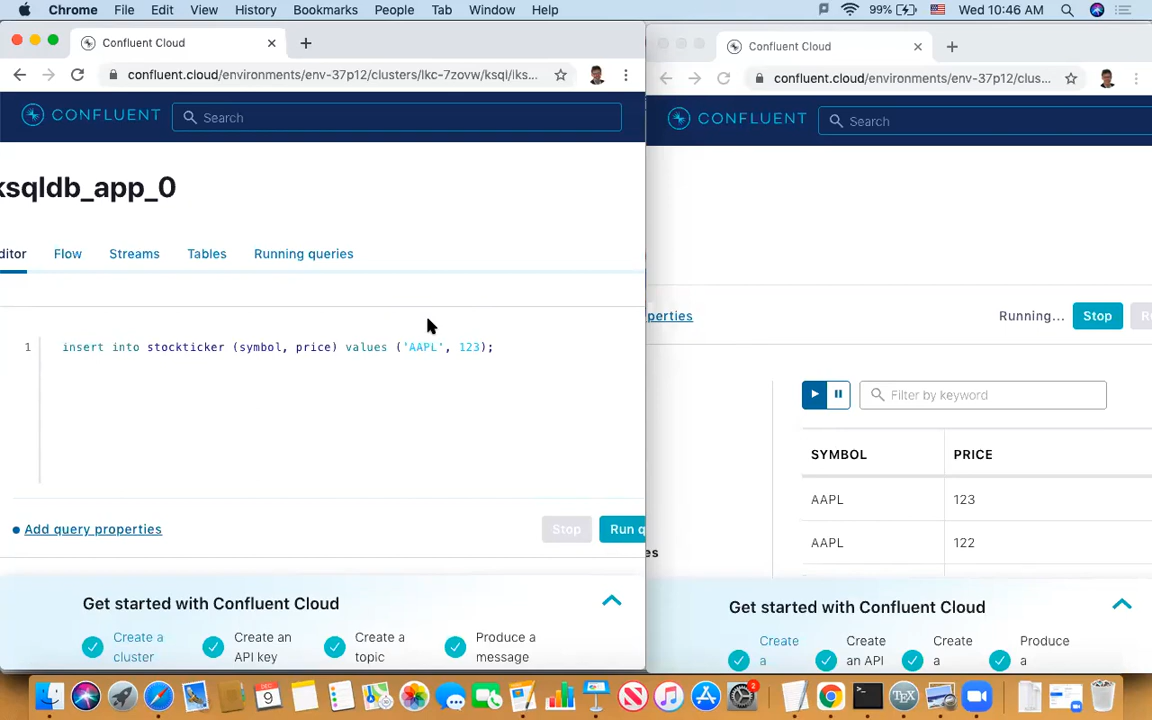 Chrome File Edit View History Bookmarks People Tab Window Help 99% Wed 10:46 AM
Confluent Cloud
confluent.cloud/environments/env-37p12/clusters/lkc-7zovw/ksql/lks...
CONFLUENT Search
ksqldb_app_0
ditor Flow Streams Tables Running queries
1 insert into stockticker (symbol, price) values ('AAPL', 123);
Add query properties Stop Run q
Get started with Confluent Cloud
Create a cluster
Create an API key
Create a topic
Produce a message
Confluent Cloud
confluent.cloud/environments/env-37p12/clus...
CONFLUENT Search
perties Running... Stop
Filter by keyword
SYMBOL PRICE
AAPL 123
AAPL 122
es
Get started with Confluent Cloud
Create a
Create an API
Create a
Produce a
DEC
9
2
TEX